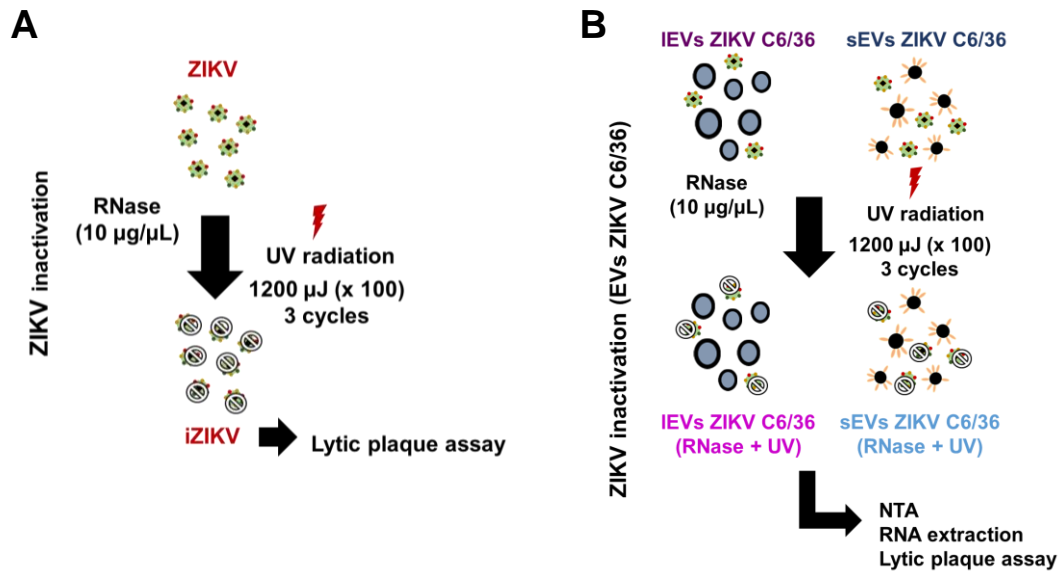 A
ZIKV
ZIKV inactivation
RNase
(10 µg/µL)
UV radiation
1200 µJ (x 100)
3 cycles
iZIKV
Lytic plaque assay
B
lEVs ZIKV C6/36
sEVs ZIKV C6/36
ZIKV inactivation (EVs ZIKV C6/36)
RNase
(10 µg/µL)
UV radiation
1200 µJ (x 100)
3 cycles
lEVs ZIKV C6/36
(RNase + UV)
sEVs ZIKV C6/36
(RNase + UV)
NTA
RNA extraction
Lytic plaque assay